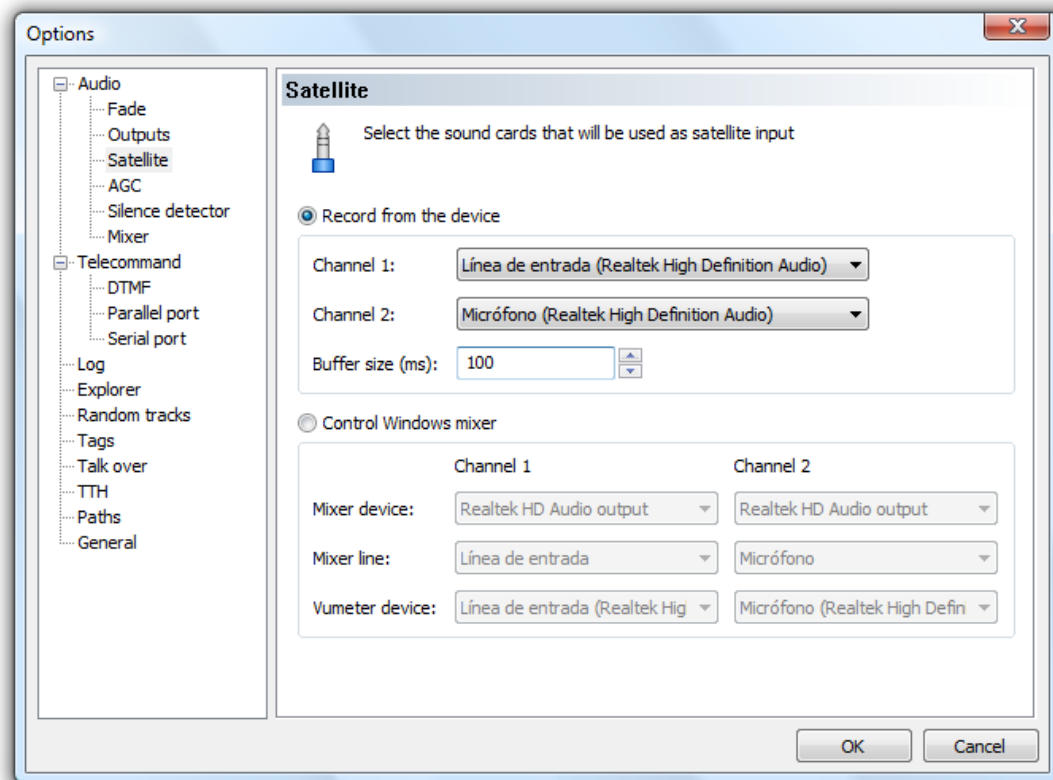 Options
Audio
Fade
Outputs
Satellite
AGC
Silence detector
Mixer
Telecommand
DTMF
Parallel port
Serial port
Log
Explorer
Random tracks
Tags
Talk over
TTH
Paths
General
Satellite
Select the sound cards that will be used as satellite input
Record from the device
Channel 1: Línea de entrada (Realtek High Definition Audio)
Channel 2: Micrófono (Realtek High Definition Audio)
Buffer size (ms): 100
Control Windows mixer
Channel 1 Channel 2
Mixer device: Realtek HD Audio output Realtek HD Audio output
Mixer line: Línea de entrada Micrófono
Vumeter device: Línea de entrada (Realtek Hig Micrófono (Realtek High Defin
OK Cancel